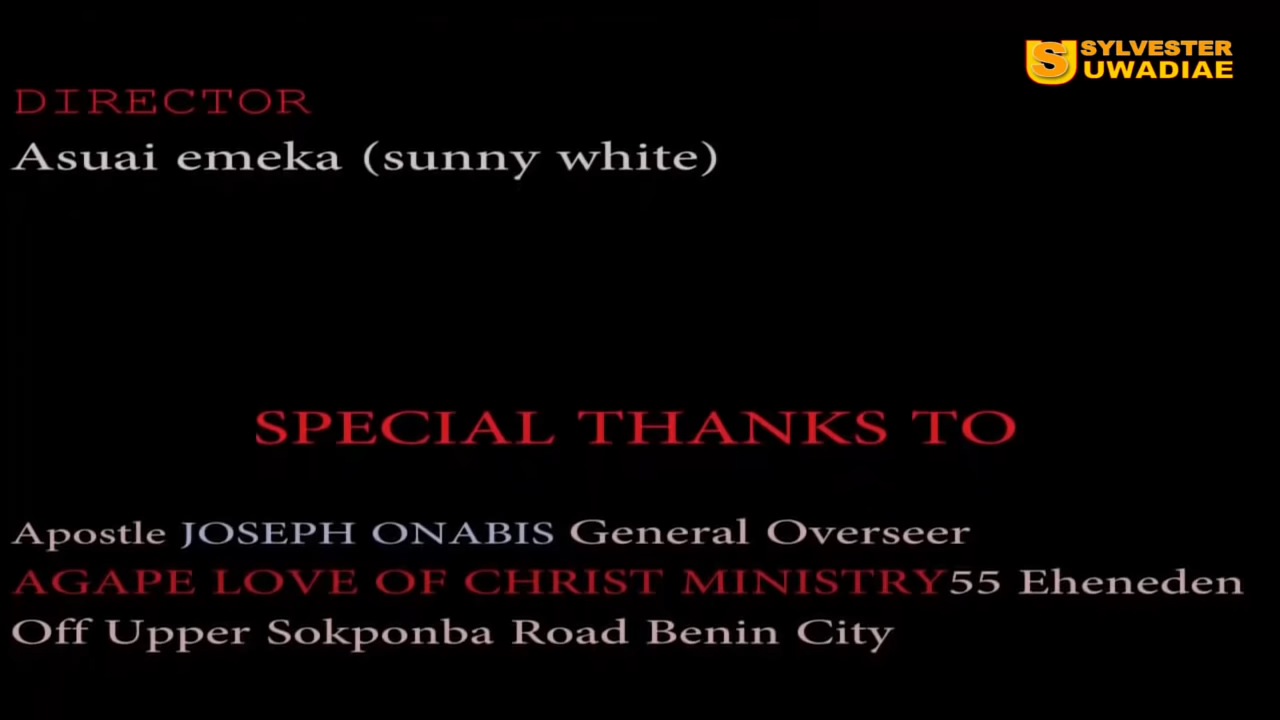 SYLVESTER
UWADIAE
DIRECTOR
Asuai emeka (sunny white)
SPECIAL THANKS TO
Apostle JOSEPH ONABIS General Overseer
AGAPE LOVE OF CHRIST MINISTRY55 Eheneden
Off Upper Sokponba Road Benin City